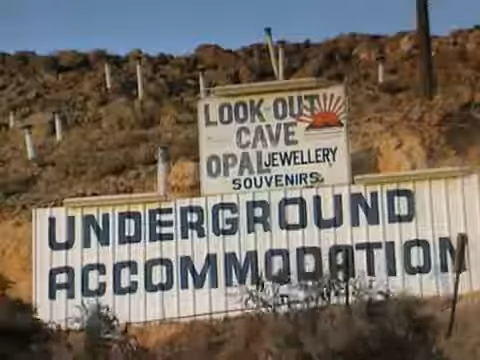 LOOK OUT
CAVE
OPAL JEWELLERY
SOUVENIRS
UNDERGROUND
ACCOMMODATION